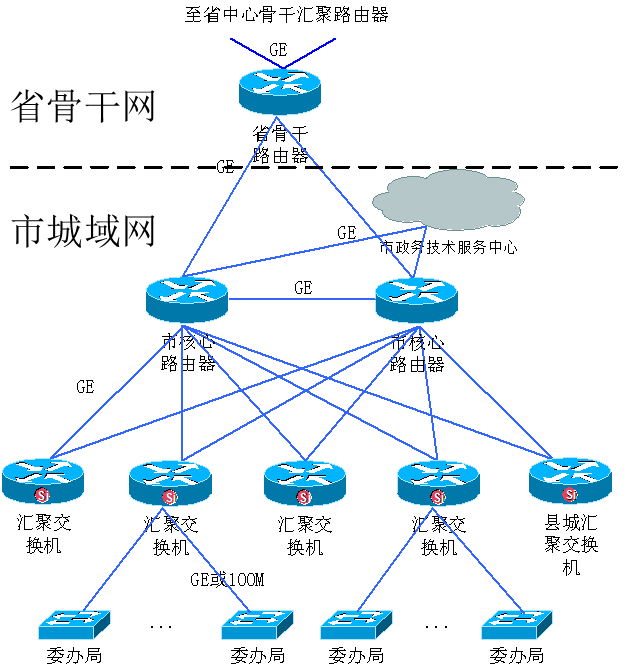 至省中心骨干汇聚路由器
GE
省骨干网
省骨干
路由器
GE
市城域网
GE
市政务技术服务中心
GE
市核心
路由器
市核心
路由器
GE
Si
Si
Si
Si
Si
汇聚交
换机
汇聚交
换机
汇聚交
换机
汇聚交
换机
县城汇
聚交换
机
GE或100M
...
...
委办局
委办局
委办局
委办局